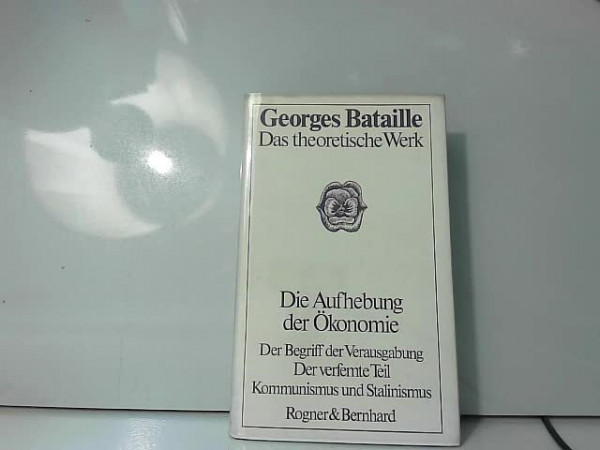 Georges Bataille
Das theoretische Werk
Die Aufhebung
der Ökonomie
Der Begriff der Verausgabung
Der verfemte Teil
Kommunismus und Stalinismus
Rogner & Bernhard